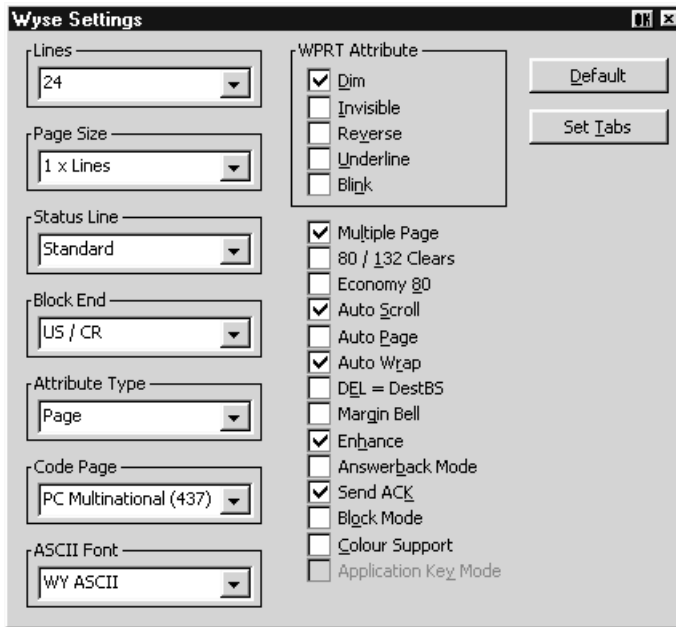 Wyse Settings
OK
Lines
24
Page Size
1 x Lines
Status Line
Standard
Block End
US / CR
Attribute Type
Page
Code Page
PC Multinational (437)
ASCII Font
WY ASCII
WPRT Attribute
Dim
Invisible
Reverse
Underline
Blink
Multiple Page
80 / 132 Clears
Economy 80
Auto Scroll
Auto Page
Auto Wrap
DEL = DestBS
Margin Bell
Enhance
Answerback Mode
Send ACK
Block Mode
Colour Support
Application Key Mode
Default
Set Tabs